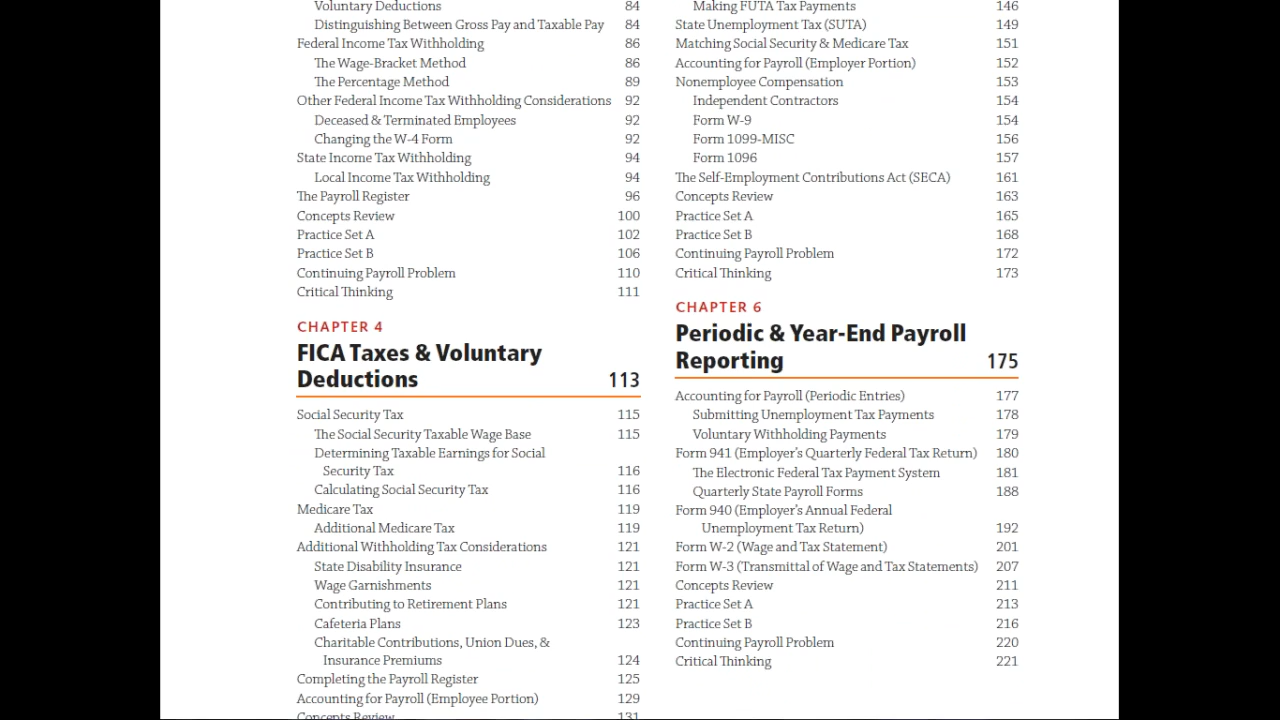 Voluntary Deductions 84
Distinguishing Between Gross Pay and Taxable Pay 84
Federal Income Tax Withholding 86
The Wage-Bracket Method 86
The Percentage Method 89
Other Federal Income Tax Withholding Considerations 92
Deceased & Terminated Employees 92
Changing the W-4 Form 92
State Income Tax Withholding 94
Local Income Tax Withholding 94
The Payroll Register 96
Concepts Review 100
Practice Set A 102
Practice Set B 106
Continuing Payroll Problem 110
Critical Thinking 111
CHAPTER 4
FICA Taxes & Voluntary
Deductions 113
Social Security Tax 115
The Social Security Taxable Wage Base 115
Determining Taxable Earnings for Social
Security Tax 116
Calculating Social Security Tax 116
Medicare Tax 119
Additional Medicare Tax 119
Additional Withholding Tax Considerations 121
State Disability Insurance 121
Wage Garnishments 121
Contributing to Retirement Plans 121
Cafeteria Plans 123
Charitable Contributions, Union Dues, &
Insurance Premiums 124
Completing the Payroll Register 125
Accounting for Payroll (Employee Portion) 129
Concepts Review 131
Making FUTA Tax Payments 146
State Unemployment Tax (SUTA) 149
Matching Social Security & Medicare Tax 151
Accounting for Payroll (Employer Portion) 152
Nonemployee Compensation 153
Independent Contractors 154
Form W-9 154
Form 1099-MISC 156
Form 1096 157
The Self-Employment Contributions Act (SECA) 161
Concepts Review 163
Practice Set A 165
Practice Set B 168
Continuing Payroll Problem 172
Critical Thinking 173
CHAPTER 6
Periodic & Year-End Payroll
Reporting 175
Accounting for Payroll (Periodic Entries) 177
Submitting Unemployment Tax Payments 178
Voluntary Withholding Payments 179
Form 941 (Employer's Quarterly Federal Tax Return) 180
The Electronic Federal Tax Payment System 181
Quarterly State Payroll Forms 188
Form 940 (Employer's Annual Federal
Unemployment Tax Return) 192
Form W-2 (Wage and Tax Statement) 201
Form W-3 (Transmittal of Wage and Tax Statements) 207
Concepts Review 211
Practice Set A 213
Practice Set B 216
Continuing Payroll Problem 220
Critical Thinking 221